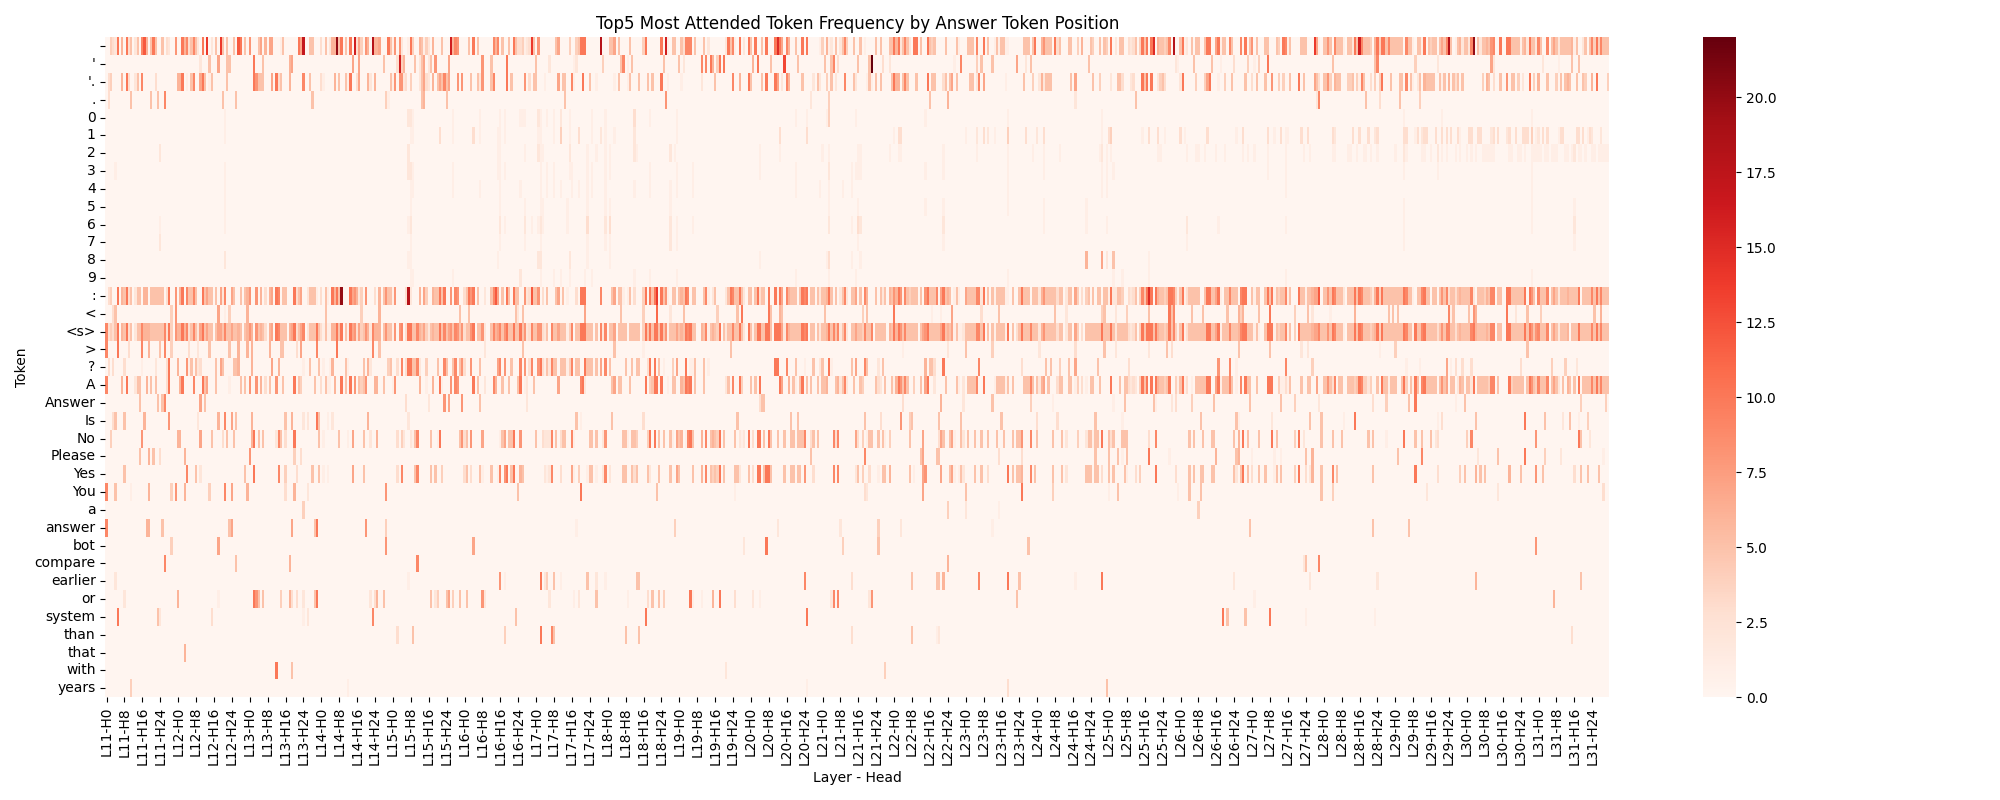 Top5 Most Attended Token Frequency by Answer Token Position
Token
'
'.
.
0
1
2
3
4
5
6
7
8
9
:
<
<s>
>
?
A
Answer
Is
No
Please
Yes
You
a
answer
bot
compare
earlier
or
system
than
that
with
years
L11-H0 L11-H8 L11-H16 L11-H24 L12-H0 L12-H8 L12-H16 L12-H24 L13-H0 L13-H8 L13-H16 L13-H24 L14-H0 L14-H8 L14-H16 L14-H24 L15-H0 L15-H8 L15-H16 L15-H24 L16-H0 L16-H8 L16-H16 L16-H24 L17-H0 L17-H8 L17-H16 L17-H24 L18-H0 L18-H8 L18-H16 L18-H24 L19-H0 L19-H8 L19-H16 L19-H24 L20-H0 L20-H8 L20-H16 L20-H24 L21-H0 L21-H8 L21-H16 L21-H24 L22-H0 L22-H8 L22-H16 L22-H24 L23-H0 L23-H8 L23-H16 L23-H24 L24-H0 L24-H8 L24-H16 L24-H24 L25-H0 L25-H8 L25-H16 L25-H24 L26-H0 L26-H8 L26-H16 L26-H24 L27-H0 L27-H8 L27-H16 L27-H24 L28-H0 L28-H8 L28-H16 L28-H24 L29-H0 L29-H8 L29-H16 L29-H24 L30-H0 L30-H8 L30-H16 L30-H24 L31-H0 L31-H8 L31-H16 L31-H24
Layer - Head
20.0
17.5
15.0
12.5
10.0
7.5
5.0
2.5
0.0